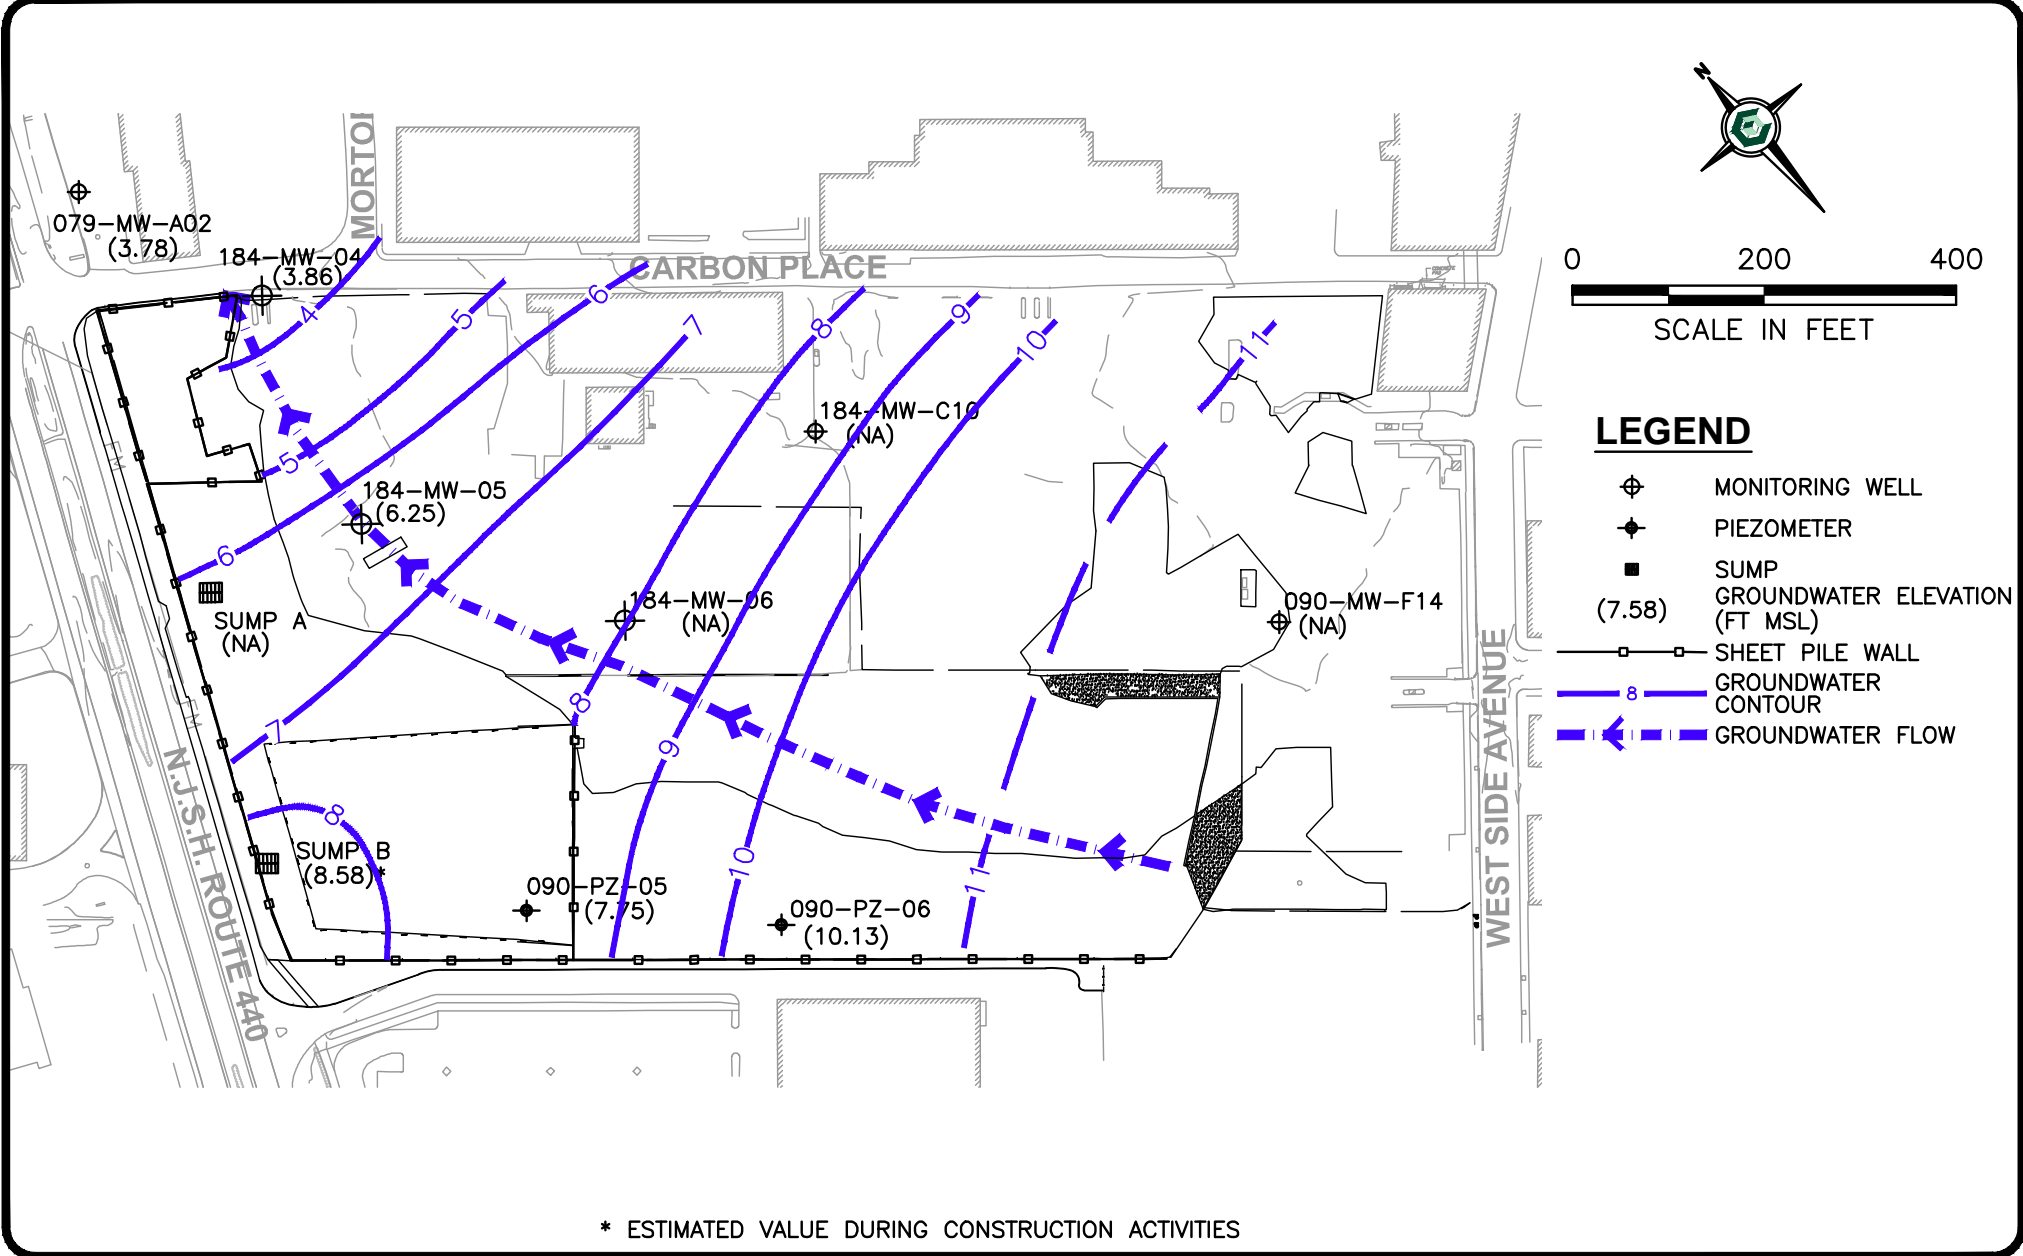 N
MORTO
079-MW-A02
(3.78)
184-MW-04
(3.86)
CARBON PLACE
0 200 400
SCALE IN FEET
4
5
6
7
8
9
10
11
184-MW-C10
(NA)
LEGEND
MONITORING WELL
PIEZOMETER
SUMP
(7.58)
GROUNDWATER ELEVATION
(FT MSL)
SHEET PILE WALL
8
GROUNDWATER
CONTOUR
GROUNDWATER FLOW
5
184-MW-05
(6.25)
6
SUMP A
(NA)
184-MW-06
(NA)
090-MW-F14
(NA)
7
8
9
10
11
8
SUMP B
(8.58)*
090-PZ-05
(7.75)
090-PZ-06
(10.13)
N.J.S.H. ROUTE 440
WEST SIDE AVENUE
* ESTIMATED VALUE DURING CONSTRUCTION ACTIVITIES